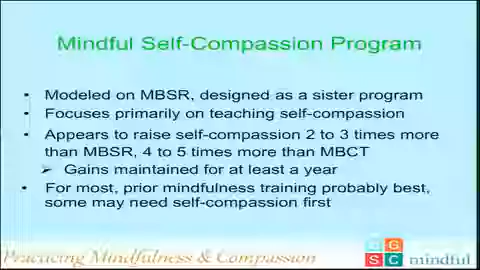 Mindful Self-Compassion Program
• Modeled on MBSR, designed as a sister program
• Focuses primarily on teaching self-compassion
• Appears to raise self-compassion 2 to 3 times more
than MBSR, 4 to 5 times more than MBCT
➢ Gains maintained for at least a year
• For most, prior mindfulness training probably best,
some may need self-compassion first
Practicing Mindfulness & Compassion
G G
S C mindful